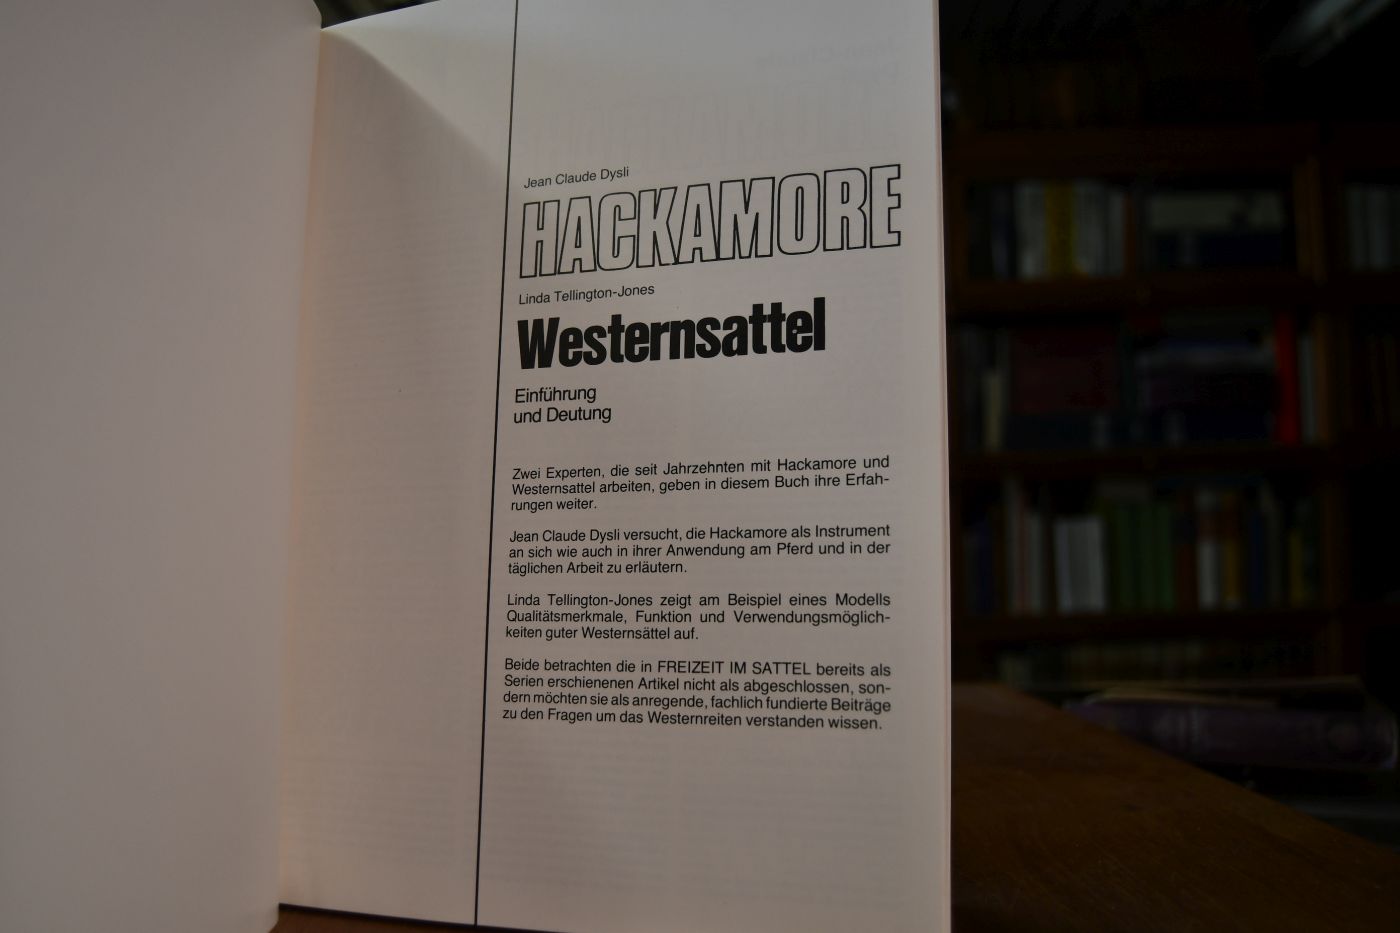 Jean Claude Dysli
HACKAMORE
Linda Tellington-Jones
Westernsattel
Einführung
und Deutung
Zwei Experten, die seit Jahrzehnten mit Hackamore und
Westernsattel arbeiten, geben in diesem Buch ihre Erfah-
rungen weiter.
Jean Claude Dysli versucht, die Hackamore als Instrument
an sich wie auch in ihrer Anwendung am Pferd und in der
täglichen Arbeit zu erläutern.
Linda Tellington-Jones zeigt am Beispiel eines Modells
Qualitätsmerkmale, Funktion und Verwendungsmöglich-
keiten guter Westernsättel auf.
Beide betrachten die in FREIZEIT IM SATTEL bereits als
Serien erschienenen Artikel nicht als abgeschlossen, son-
dern möchten sie als anregende, fachlich fundierte Beiträge
zu den Fragen um das Westernreiten verstanden wissen.